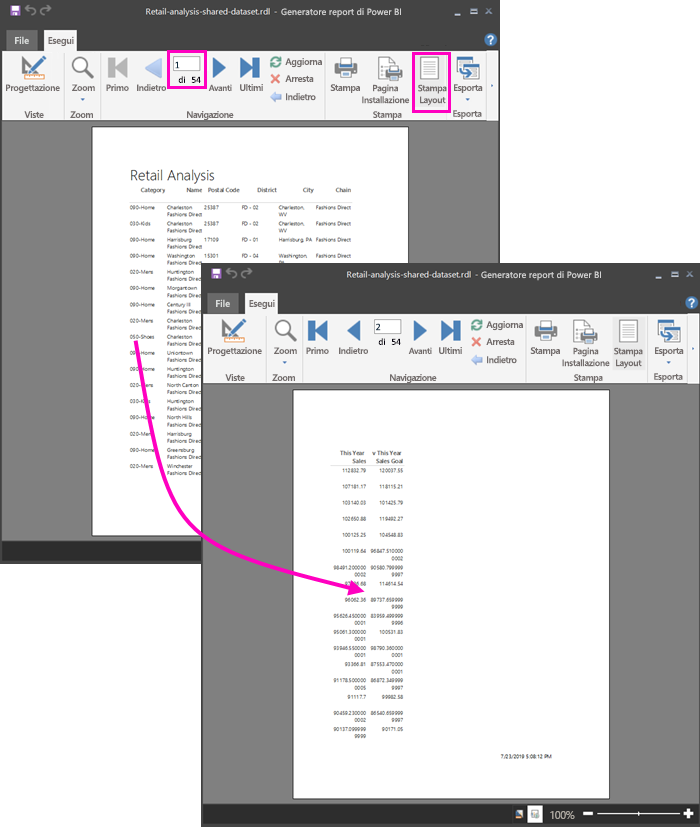 Retail-analysis-shared-dataset.rdl - Generatore report di Power BI
File Esegui
Progettazione Zoom Primo Indietro 1 di 54 Avanti Ultimi Aggiorna Arresta Indietro Stampa Pagina Installazione Stampa Layout Esporta
Viste Zoom Navigazione Stampa Esporta
Retail Analysis
Category Name Postal Code District City Chain
090-Home Charleston Fashions Direct 25387 FD - 02 Charleston, WV Fashions Direct
030-Kids Charleston Fashions Direct 25387 FD - 02 Charleston, WV Fashions Direct
090-Home Harrisburg Fashions Direct 17109 FD - 01 Harrisburg, PA Fashions Direct
090-Home Washington Fashions Direct 15301 FD - 04 Washington Fashions Direct
020-Mens Huntington Fashions Direct
090-Home Morgantown Fashions Direct
090-Home Century III Fashions Direct
020-Mens Charleston Fashions Direct
050-Shoes Charleston Fashions Direct
090-Home Uniontown Fashions Direct
090-Home Huntington Fashions Direct
020-Mens North Canton Fashions Direct
030-Kids Huntington Fashions Direct
090-Home North Hills Fashions Direct
020-Mens Harrisburg Fashions Direct
090-Home Greensburg Fashions Direct
020-Mens Winchester Fashions Direct
Retail-analysis-shared-dataset.rdl - Generatore report di Power BI
File Esegui
Progettazione Zoom Primo Indietro 2 di 54 Avanti Ultimi Aggiorna Arresta Indietro Stampa Pagina Installazione Stampa Layout Esporta
Viste Zoom Navigazione Stampa Esporta
This Year v This Year
Sales Sales Goal
112832.79 120037.55
107181.17 118115.21
103140.03 101425.79
102650.88 119492.27
100125.25 104548.83
100119.64 96847.510000
0002
98491.200000 90580.799999
0002 9997
114614.54
96062.36 89737.659999
9999
95626.450000 83959.499999
0001 9996
95061.300000 100531.83
0001
93946.550000 98790.360000
0001 0001
93366.81 87553.470000
0001
91178.500000 86872.349999
0005 9997
91117.7 99982.58
90459.230000 86540.659999
0002 9997
90137.099999 90171.05
9999
7/23/2019 5:08:12 PM
100%